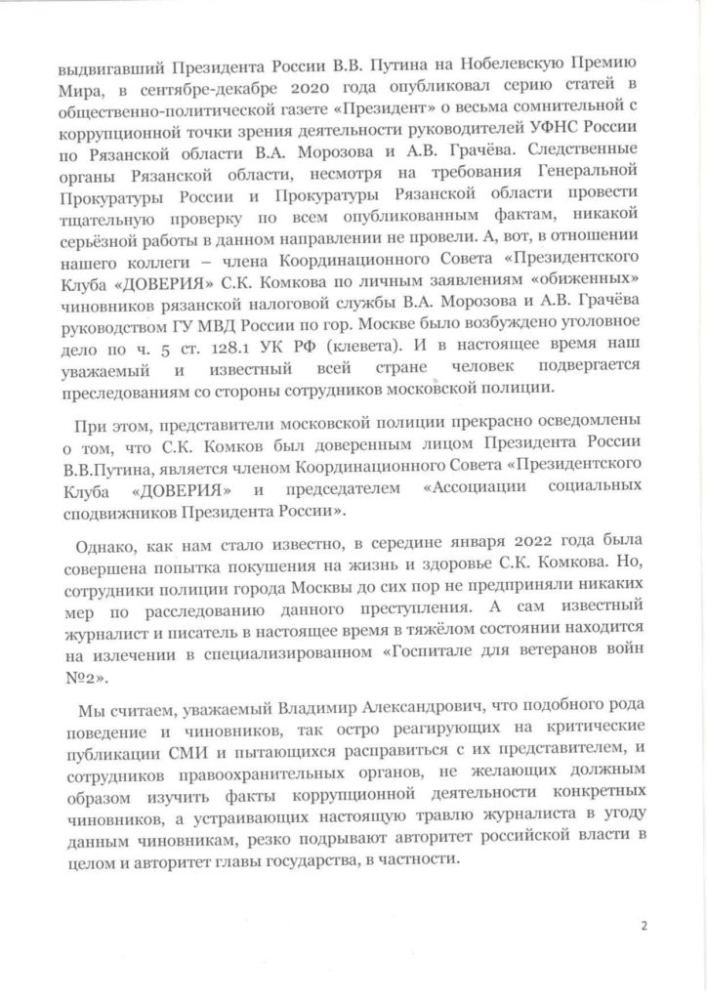 выдвигавший Президента России В.В. Путина на Нобелевскую Премию
Мира, в сентябре-декабре 2020 года опубликовал серию статей в
общественно-политической газете «Президент» о весьма сомнительной с
коррупционной точки зрения деятельности руководителей УФНС России
по Рязанской области В.А. Морозова и А.В. Грачёва. Следственные
органы Рязанской области, несмотря на требования Генеральной
Прокуратуры России и Прокуратуры Рязанской области провести
тщательную проверку по всем опубликованным фактам, никакой
серьёзной работы в данном направлении не провели. А, вот, в отношении
нашего коллеги – члена Координационного Совета «Президентского
Клуба «ДОВЕРИЯ» С.К. Комкова по личным заявлениям «обиженных»
чиновников рязанской налоговой службы В.А. Морозова и А.В. Грачёва
руководством ГУ МВД России по гор. Москве было возбуждено уголовное
дело по ч. 5 ст. 128.1 УК РФ (клевета). И в настоящее время наш
уважаемый и известный всей стране человек подвергается
преследованиям со стороны сотрудников московской полиции.
При этом, представители московской полиции прекрасно осведомлены
о том, что С.К. Комков был доверенным лицом Президента России
В.В.Путина, является членом Координационного Совета «Президентского
Клуба «ДОВЕРИЯ» и председателем «Ассоциации социальных
сподвижников Президента России».
Однако, как нам стало известно, в середине января 2022 года была
совершена попытка покушения на жизнь и здоровье С.К. Комкова. Но,
сотрудники полиции города Москвы до сих пор не предприняли никаких
мер по расследованию данного преступления. А сам известный
журналист и писатель в настоящее время в тяжёлом состоянии находится
на излечении в специализированном «Госпитале для ветеранов войн
№2».
Мы считаем, уважаемый Владимир Александрович, что подобного рода
поведение и чиновников, так остро реагирующих на критические
публикации СМИ и пытающихся расправиться с их представителем, и
сотрудников правоохранительных органов, не желающих должным
образом изучить факты коррупционной деятельности конкретных
чиновников, а устраивающих настоящую травлю журналиста в угоду
данным чиновникам, резко подрывают авторитет российской власти в
целом и авторитет главы государства, в частности.
2